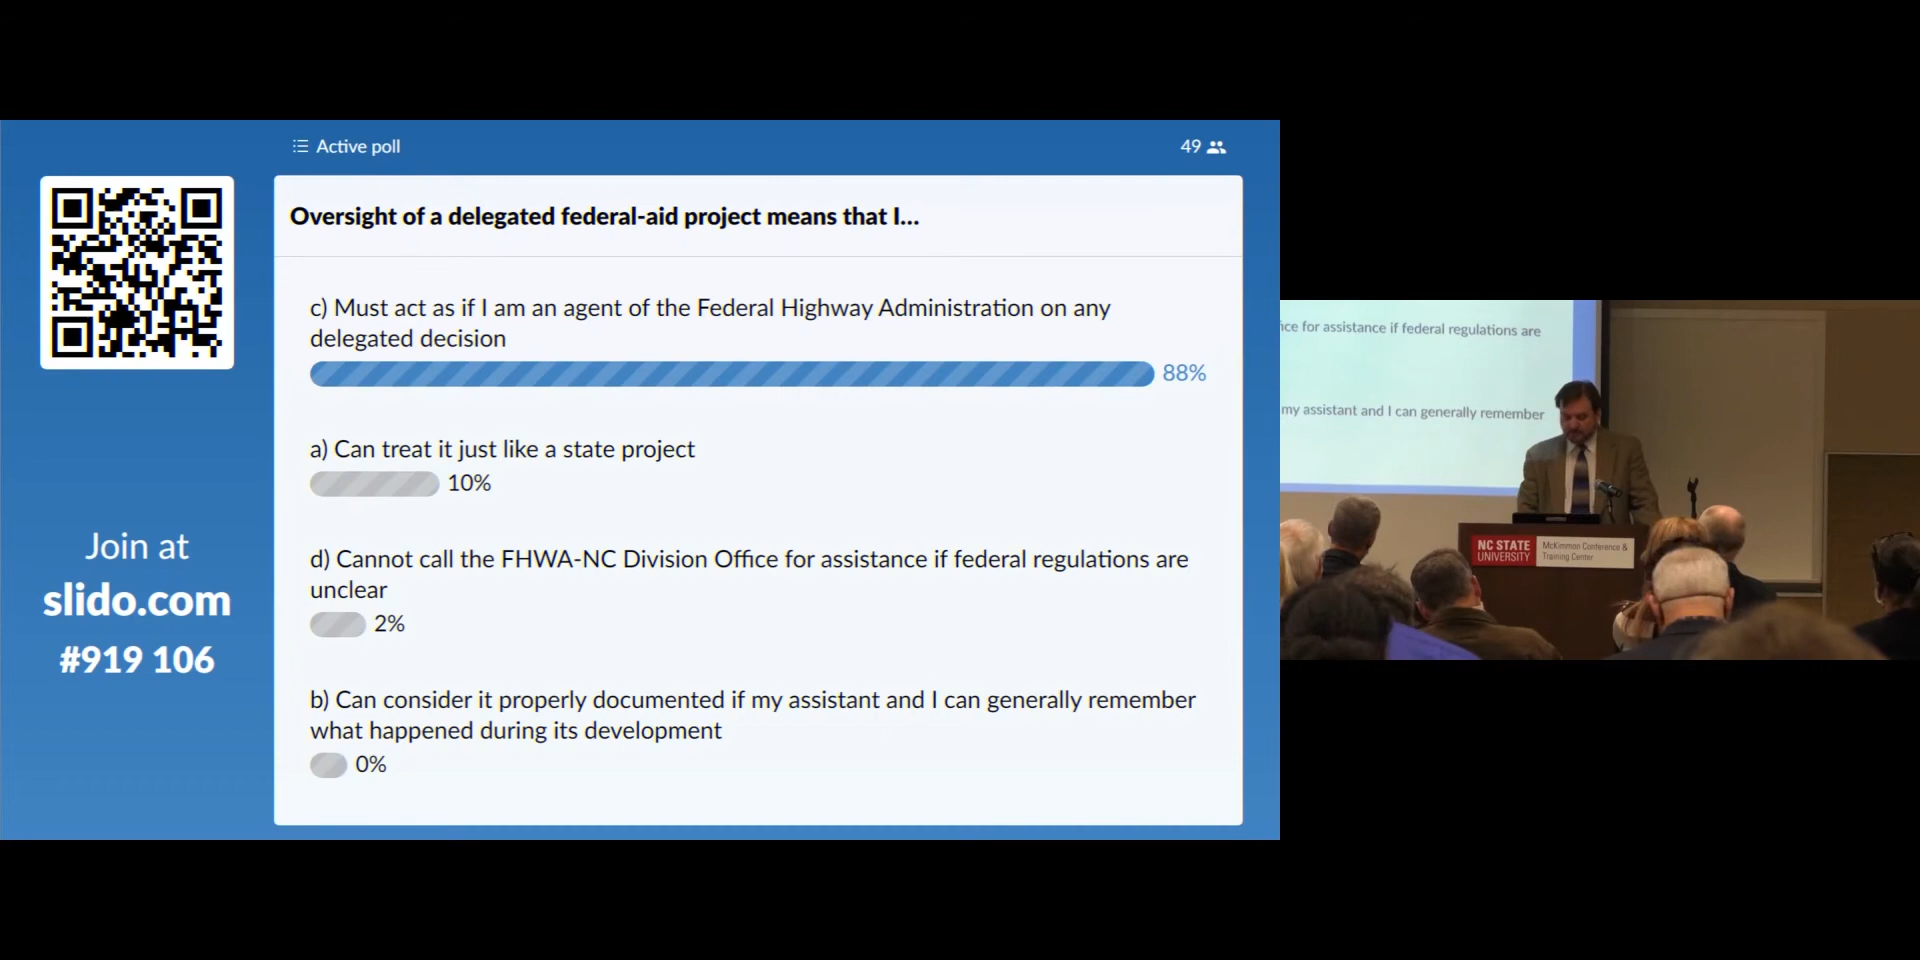 Active poll
49
Oversight of a delegated federal-aid project means that I...
c) Must act as if I am an agent of the Federal Highway Administration on any
delegated decision
88%
a) Can treat it just like a state project
10%
d) Cannot call the FHWA-NC Division Office for assistance if federal regulations are
unclear
2%
b) Can consider it properly documented if my assistant and I can generally remember
what happened during its development
0%
Join at
slido.com
#919 106
ice for assistance if federal regulations are
my assistant and I can generally remember
NC STATE
UNIVERSITY
McKimmon Conference &
Training Center